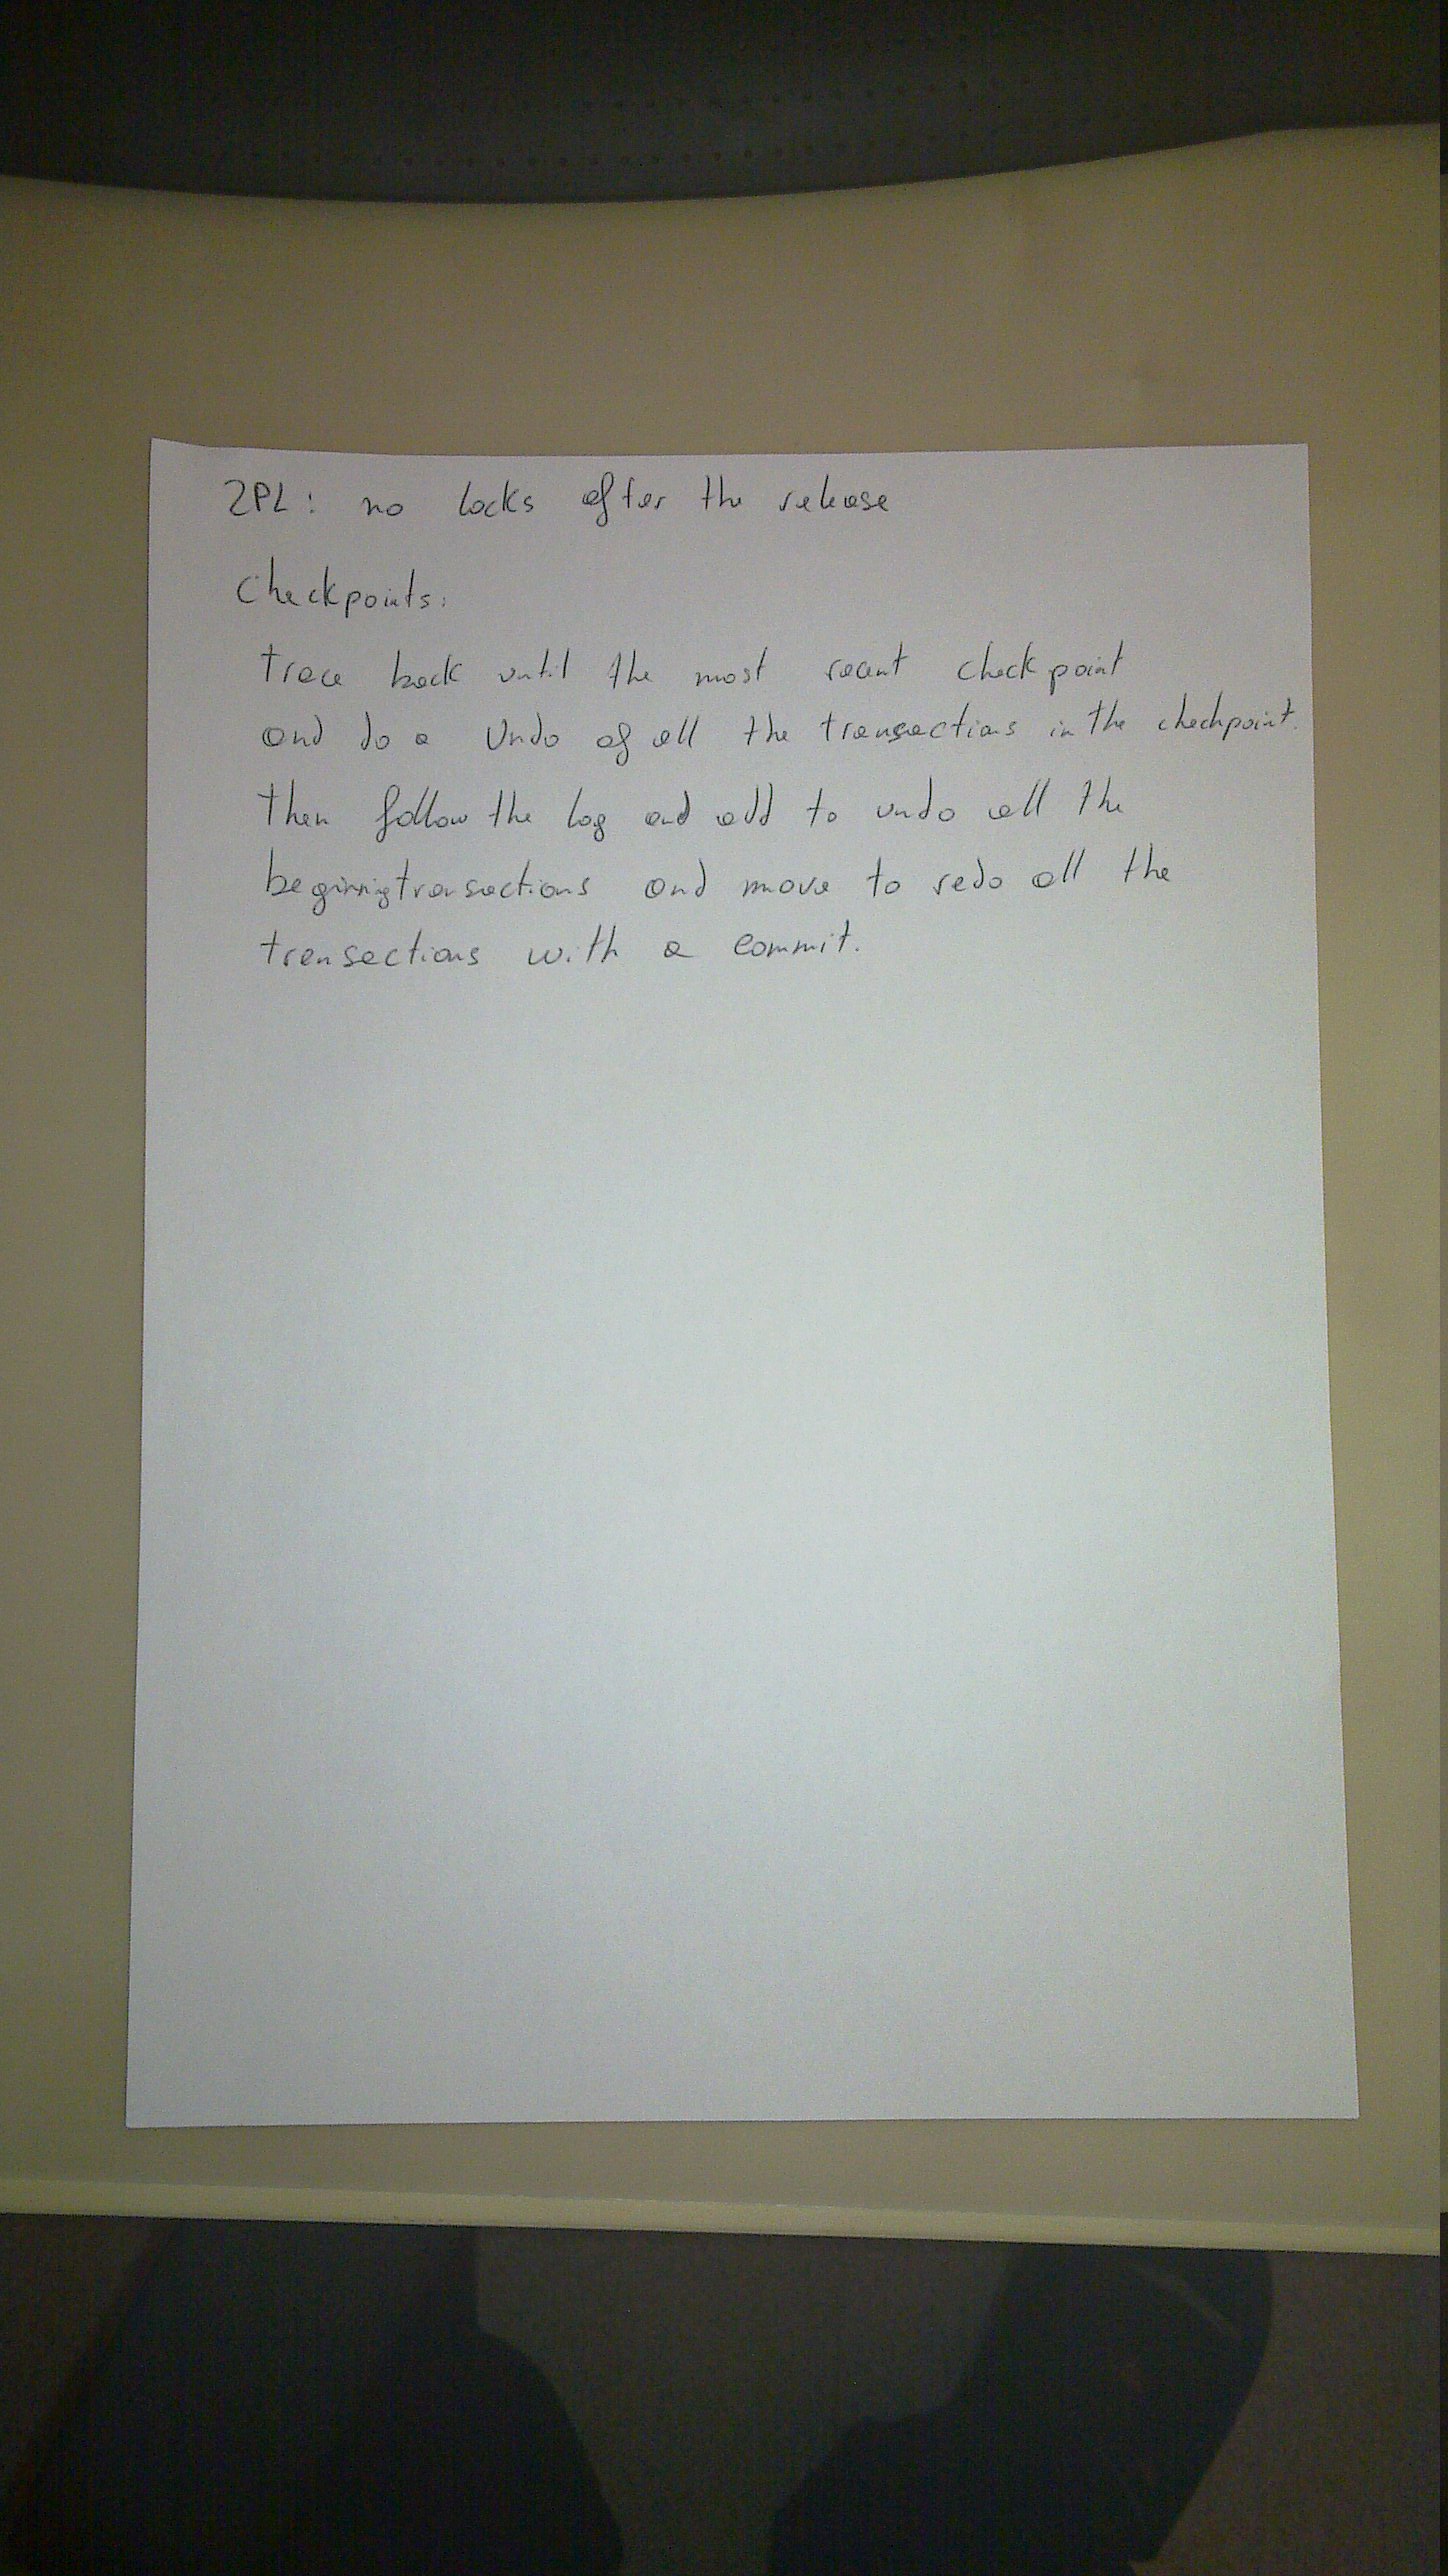 2PL: no locks after the release
Checkpoints:
Trace back until the most recent checkpoint
and do a Undo of all the transactions in the checkpoint.
Then follow the log and add to undo all the
beginning transactions and move to redo all the
transections with a commit.